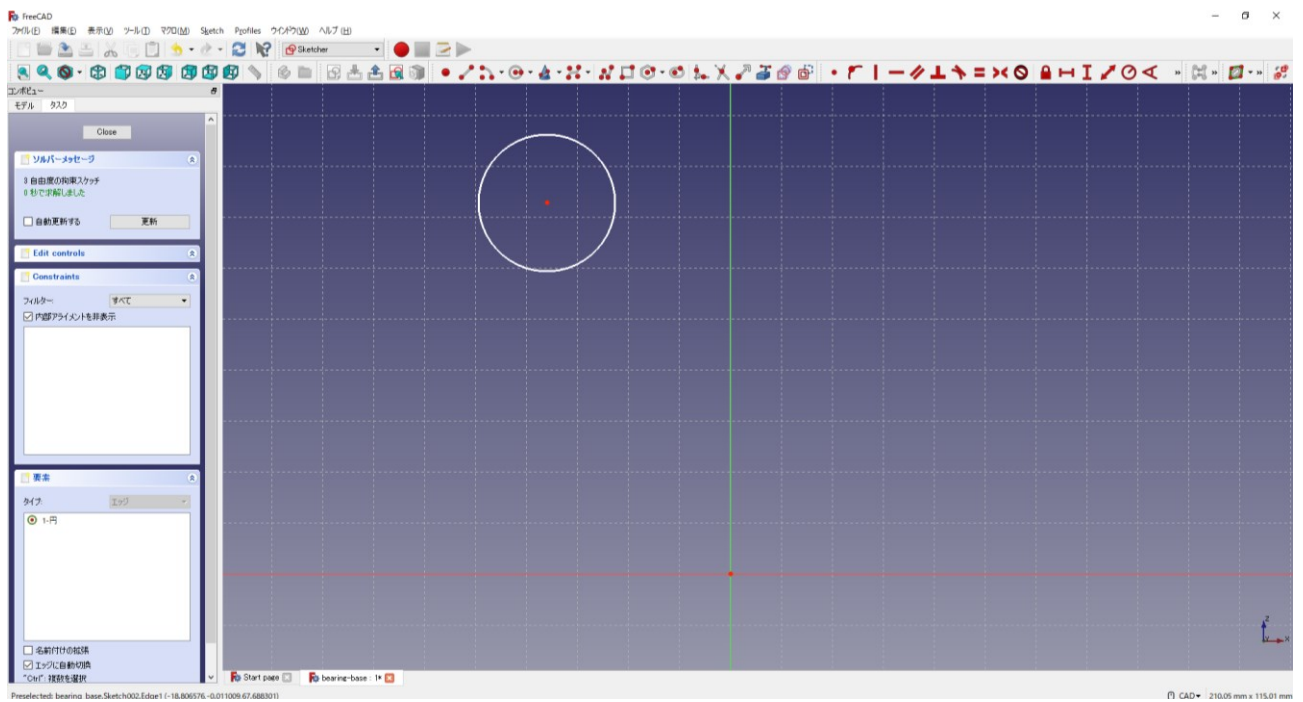 FreeCAD
ファイル(F) 編集(E) 表示(V) ツール(T) マクロ(M) Sketch Profiles ウィンドウ(W) ヘルプ(H)
Sketcher
コンボビュー
モデル タスク
Close
ソルバーメッセージ
3 自由度の拘束スケッチ
0 秒で求解しました
自動更新する 更新
Edit controls
Constraints
フィルター: すべて
内部アライメントを非表示
要素
タイプ: エッジ
1-円
名前付けの拡張
エッジに自動切換
"Ctrl": 複数を選択
Start page bearing-base : 1*
Preselected: bearing_base.Sketch002.Edge1 (-18.806576,-0.011009,67.688301)
CAD 210.05 mm x 115.01 mm